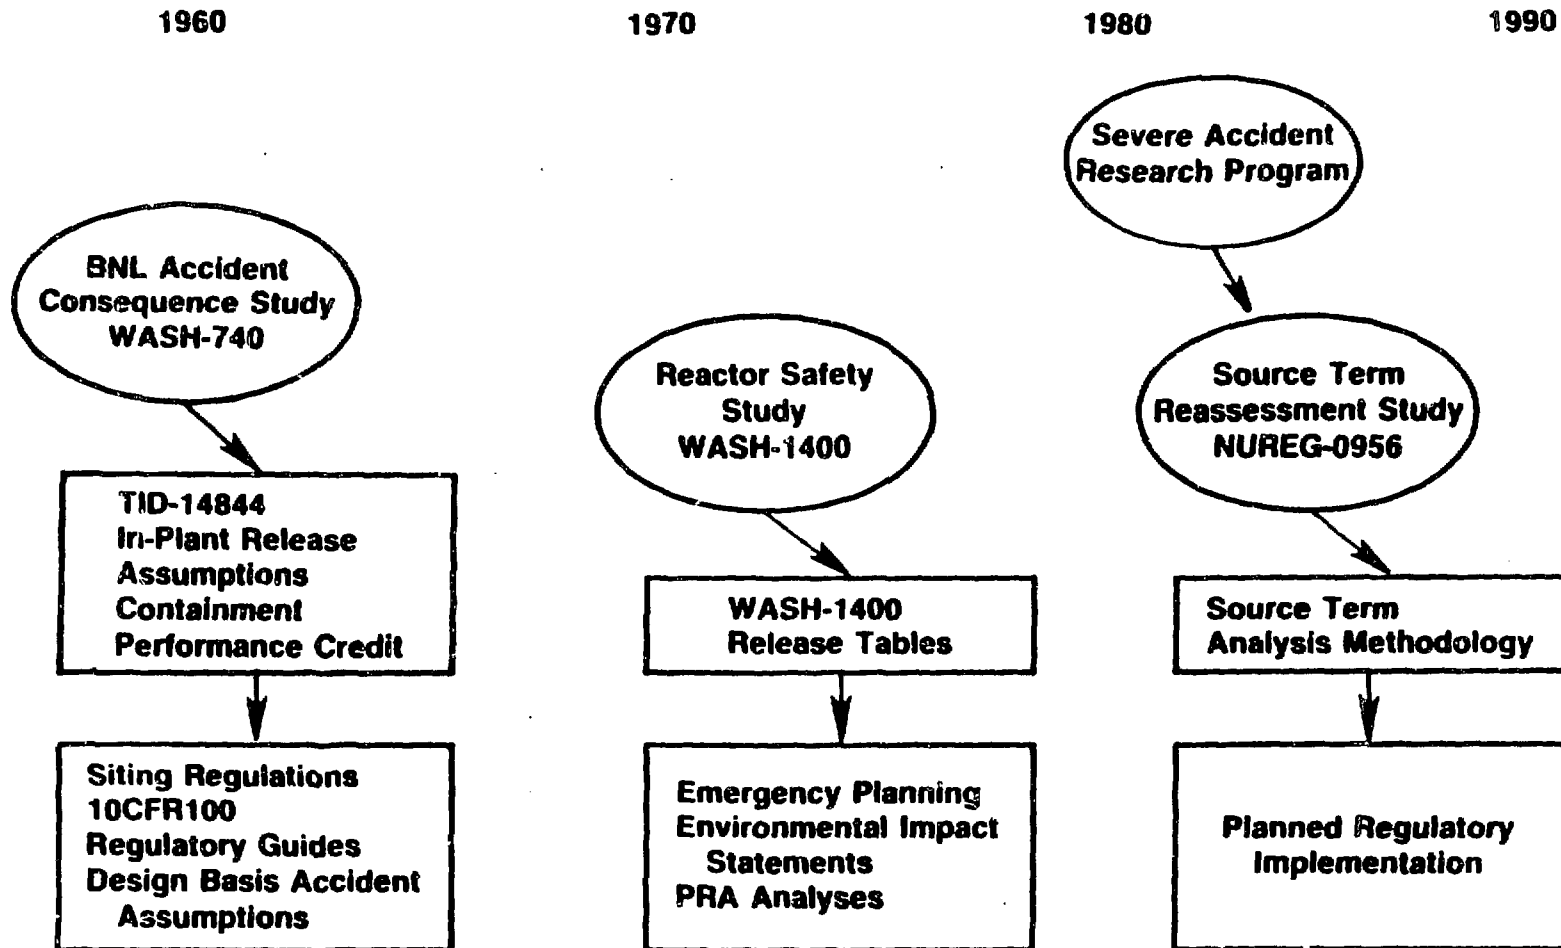 1960
1970
1980
1990
Severe Accident
Research Program
BNL Accident
Consequence Study
WASH-740
Reactor Safety
Study
WASH-1400
Source Term
Reassessment Study
NUREG-0956
TID-14844
In-Plant Release
Assumptions
Containment
Performance Credit
WASH-1400
Release Tables
Source Term
Analysis Methodology
Siting Regulations
10CFR100
Regulatory Guides
Design Basis Accident
Assumptions
Emergency Planning
Environmental Impact
Statements
PRA Analyses
Planned Regulatory
Implementation